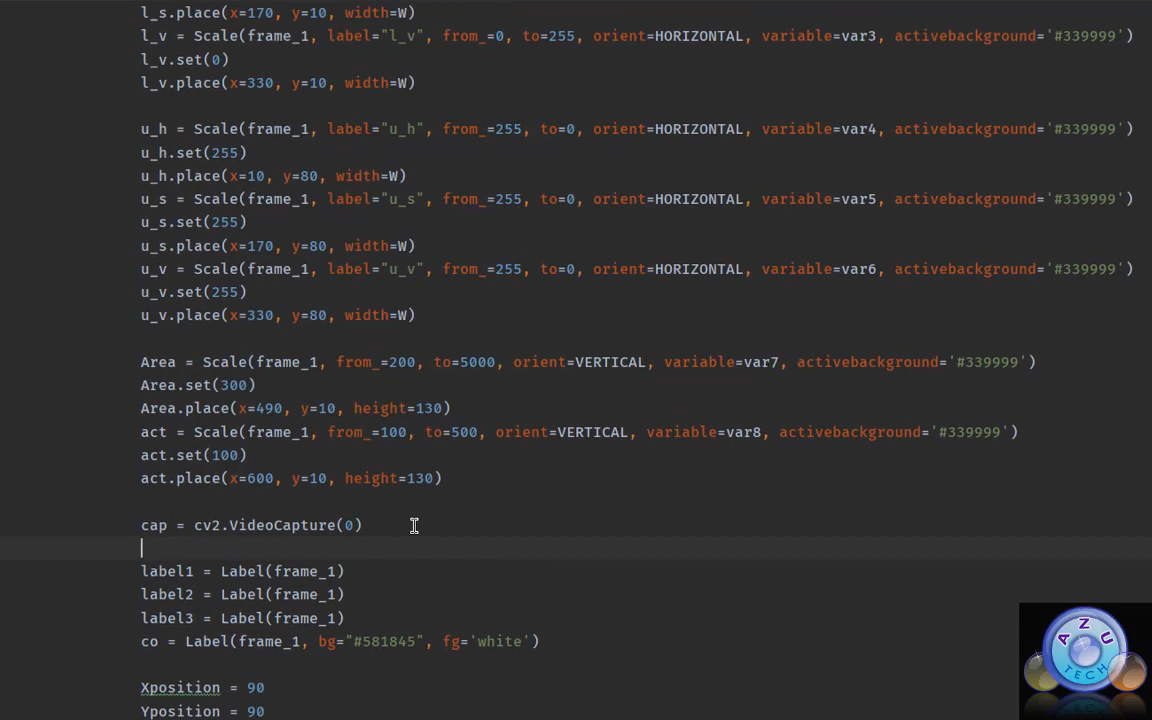 l_s.place(x=170, y=10, width=W)
l_v = Scale(frame_1, label="l_v", from_=0, to=255, orient=HORIZONTAL, variable=var3, activebackground='#339999')
l_v.set(0)
l_v.place(x=330, y=10, width=W)
u_h = Scale(frame_1, label="u_h", from_=255, to=0, orient=HORIZONTAL, variable=var4, activebackground='#339999')
u_h.set(255)
u_h.place(x=10, y=80, width=W)
u_s = Scale(frame_1, label="u_s", from_=255, to=0, orient=HORIZONTAL, variable=var5, activebackground='#339999')
u_s.set(255)
u_s.place(x=170, y=80, width=W)
u_v = Scale(frame_1, label="u_v", from_=255, to=0, orient=HORIZONTAL, variable=var6, activebackground='#339999')
u_v.set(255)
u_v.place(x=330, y=80, width=W)
Area = Scale(frame_1, from_=200, to=5000, orient=VERTICAL, variable=var7, activebackground='#339999')
Area.set(300)
Area.place(x=490, y=10, height=130)
act = Scale(frame_1, from_=100, to=500, orient=VERTICAL, variable=var8, activebackground='#339999')
act.set(100)
act.place(x=600, y=10, height=130)
cap = cv2.VideoCapture(0)
label1 = Label(frame_1)
label2 = Label(frame_1)
label3 = Label(frame_1)
co = Label(frame_1, bg="#581845", fg='white')
Xposition = 90
Yposition = 90
AZU
TECH